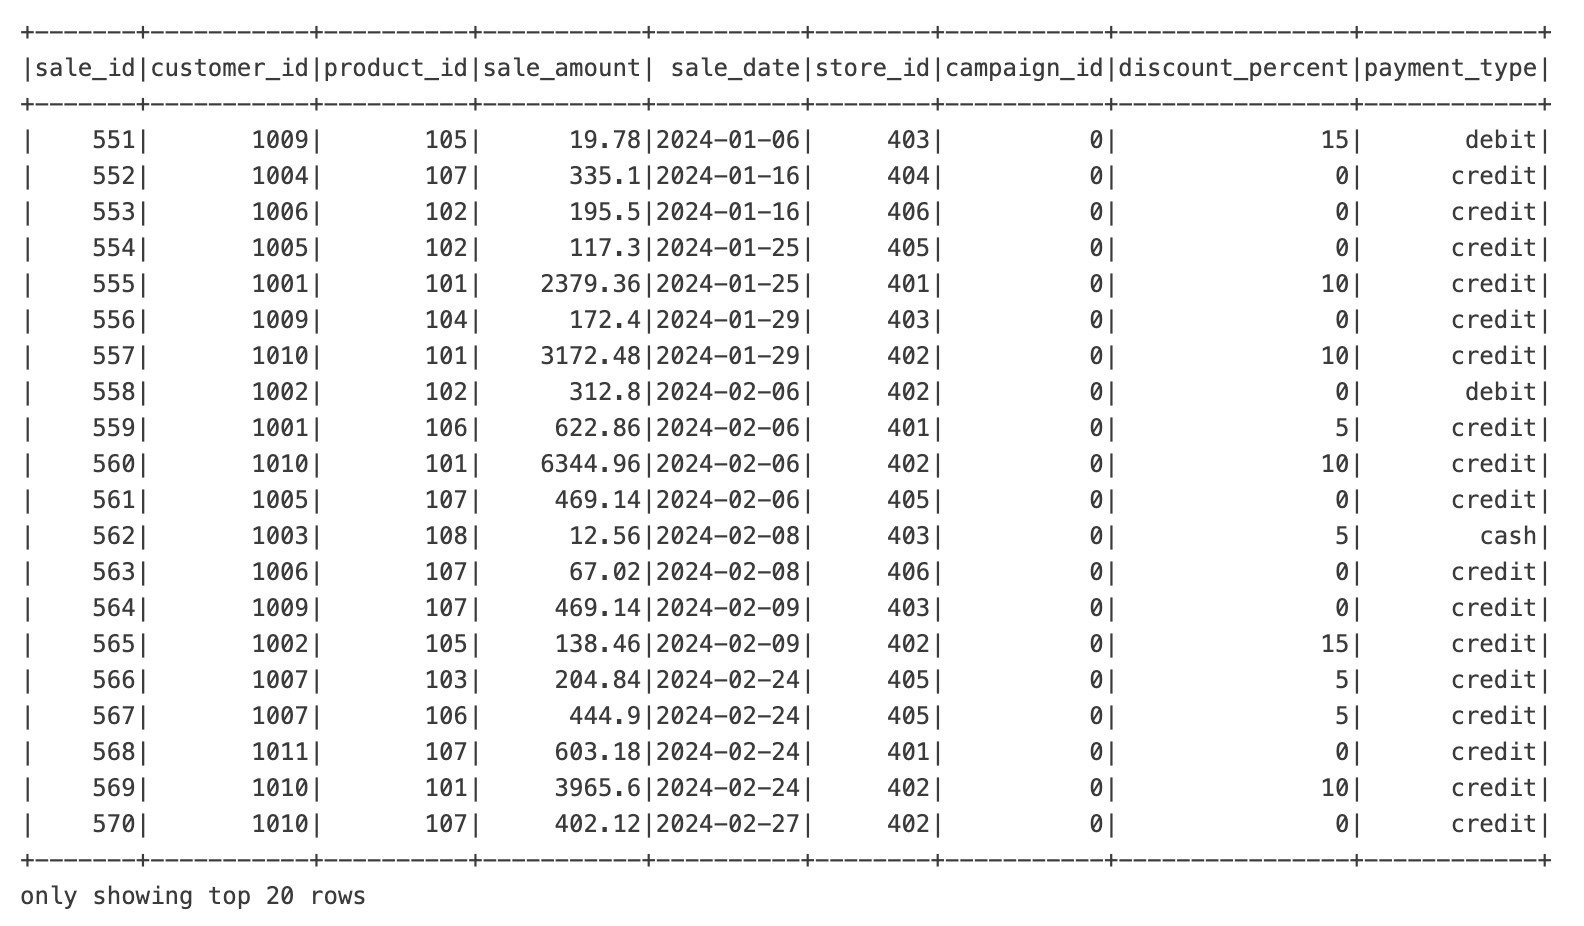 +-------+-----------+----------+-----------+----------+--------+-----------+----------------+------------+
|sale_id|customer_id|product_id|sale_amount| sale_date|store_id|campaign_id|discount_percent|payment_type|
+-------+-----------+----------+-----------+----------+--------+-----------+----------------+------------+
|    551|       1009|       105|      19.78|2024-01-06|     403|          0|              15|       debit|
|    552|       1004|       107|      335.1|2024-01-16|     404|          0|               0|      credit|
|    553|       1006|       102|      195.5|2024-01-16|     406|          0|               0|      credit|
|    554|       1005|       102|      117.3|2024-01-25|     405|          0|               0|      credit|
|    555|       1001|       101|    2379.36|2024-01-25|     401|          0|              10|      credit|
|    556|       1009|       104|      172.4|2024-01-29|     403|          0|               0|      credit|
|    557|       1010|       101|    3172.48|2024-01-29|     402|          0|              10|      credit|
|    558|       1002|       102|      312.8|2024-02-06|     402|          0|               0|       debit|
|    559|       1001|       106|     622.86|2024-02-06|     401|          0|               5|      credit|
|    560|       1010|       101|    6344.96|2024-02-06|     402|          0|              10|      credit|
|    561|       1005|       107|     469.14|2024-02-06|     405|          0|               0|      credit|
|    562|       1003|       108|      12.56|2024-02-08|     403|          0|               5|        cash|
|    563|       1006|       107|      67.02|2024-02-08|     406|          0|               0|      credit|
|    564|       1009|       107|     469.14|2024-02-09|     403|          0|               0|      credit|
|    565|       1002|       105|     138.46|2024-02-09|     402|          0|              15|      credit|
|    566|       1007|       103|     204.84|2024-02-24|     405|          0|               5|      credit|
|    567|       1007|       106|      444.9|2024-02-24|     405|          0|               5|      credit|
|    568|       1011|       107|     603.18|2024-02-24|     401|          0|               0|      credit|
|    569|       1010|       101|     3965.6|2024-02-24|     402|          0|              10|      credit|
|    570|       1010|       107|     402.12|2024-02-27|     402|          0|               0|      credit|
+-------+-----------+----------+-----------+----------+--------+-----------+----------------+------------+
only showing top 20 rows